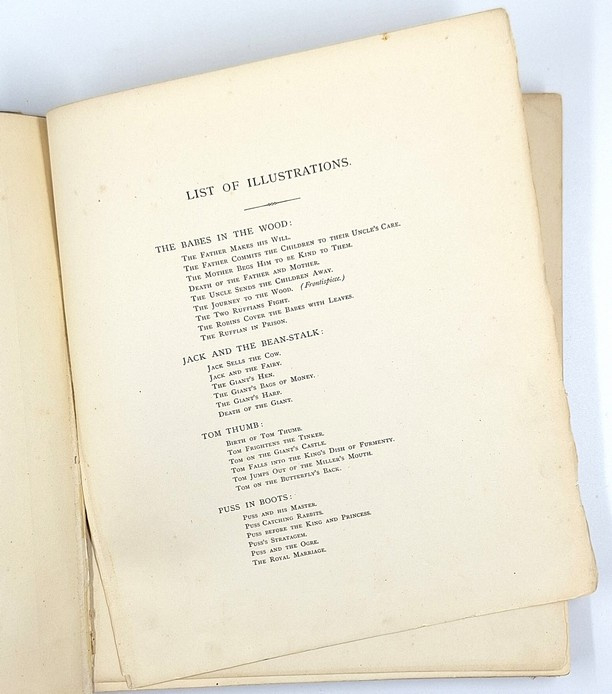 LIST OF ILLUSTRATIONS.
THE BABES IN THE WOOD:
The Father Makes his Will.
The Father Commits the Children to their Uncle's Care.
The Mother Begs Him to be Kind to Them.
Death of the Father and Mother.
The Uncle Sends the Children Away.
The Journey to the Wood. (Frontispiece.)
The Two Ruffians Fight.
The Robins Cover the Babes with Leaves.
The Ruffian in Prison.
JACK AND THE BEAN-STALK:
Jack Sells the Cow.
Jack and the Fairy.
The Giant's Hen.
The Giant's Bags of Money.
The Giant's Harp.
Death of the Giant.
TOM THUMB:
Birth of Tom Thumb.
Tom Frightens the Tinker.
Tom on the Giant's Castle.
Tom Falls into the King's Dish of Furmenty.
Tom Jumps Out of the Miller's Mouth.
Tom on the Butterfly's Back.
PUSS IN BOOTS:
Puss and his Master.
Puss Catching Rabbits.
Puss before the King and Princess.
Puss's Stratagem.
Puss and the Ogre.
The Royal Marriage.